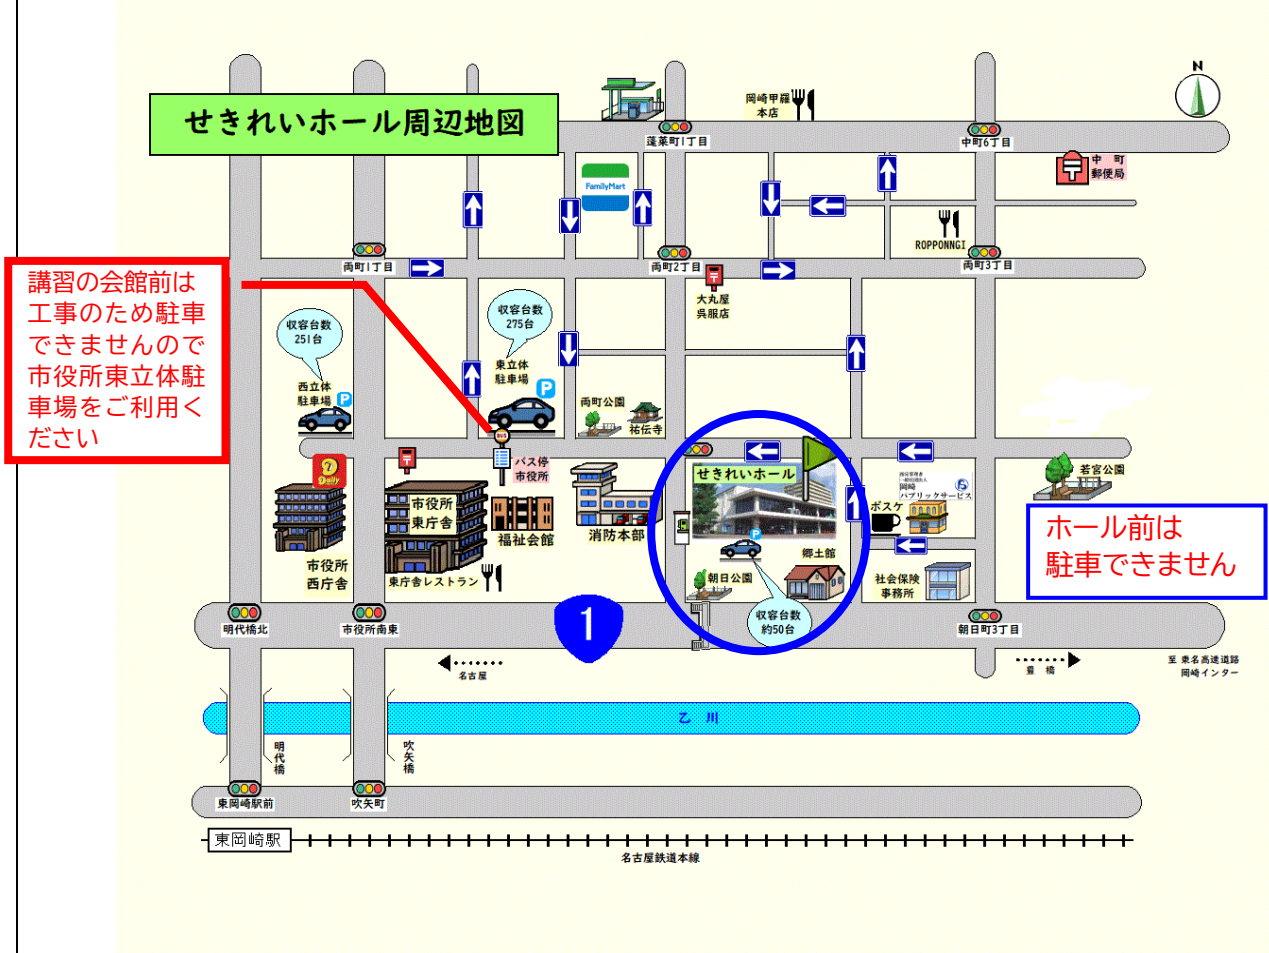 せきれいホール周辺地図
N
岡崎甲羅
本店
蓬莱町1丁目
中町6丁目
中 町
郵便局
FamilyMart
ROPPONNGI
両町1丁目
両町2丁目
両町3丁目
講習の会館前は
工事のため駐車
できませんので
市役所東立体駐
車場をご利用く
ださい
大丸屋
呉服店
収容台数
251台
収容台数
275台
西立体
駐車場
P
東立体
駐車場
P
両町公園
祐伝寺
BUS
バス停
市役所
せきれいホール
若宮公園
Daily
市役所
東庁舎
福祉会館
消防本部
岡崎
パブリックサービス
ボスケ
ホール前は
駐車できません
市役所
西庁舎
東庁舎レストラン
P
郷土館
朝日公園
社会保険
事務所
収容台数
約50台
1
明代橋北
市役所南東
朝日町3丁目
名古屋
豊 橋
至 東名高速道路
岡崎インター
乙 川
明代橋
吹矢橋
東岡崎駅前
吹矢町
東岡崎駅
名古屋鉄道本線